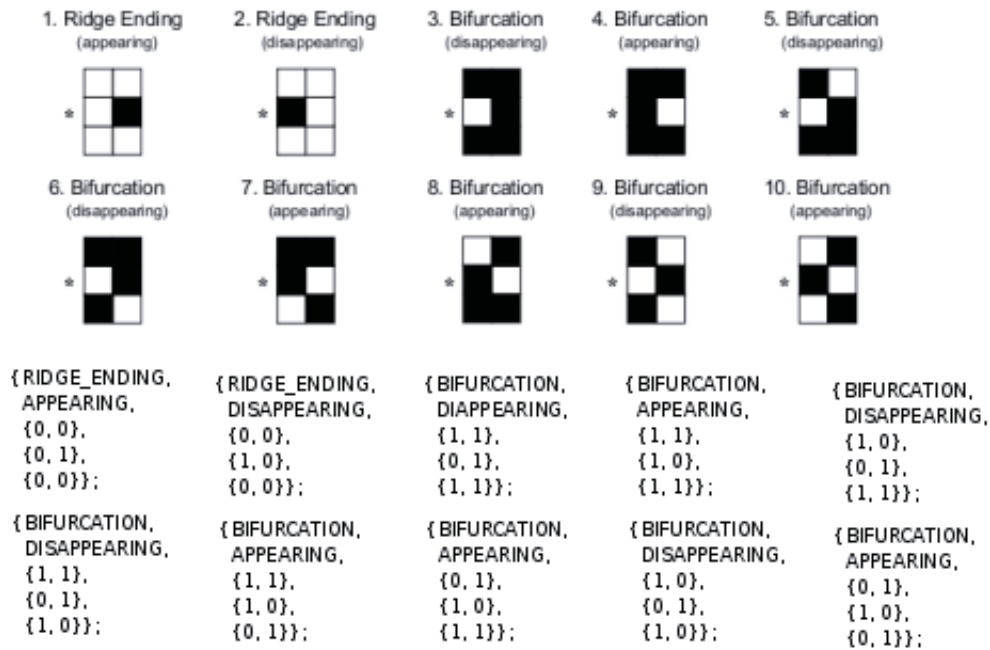 1. Ridge Ending
(appearing)
2. Ridge Ending
(disappearing)
3. Bifurcation
(disappearing)
4. Bifurcation
(appearing)
5. Bifurcation
(disappearing)
*
*
*
*
*
6. Bifurcation
(disappearing)
7. Bifurcation
(appearing)
8. Bifurcation
(appearing)
9. Bifurcation
(disappearing)
10. Bifurcation
(appearing)
*
*
*
*
*
{RIDGE_ENDING,
APPEARING,
{0, 0},
{0, 1},
{0, 0}};
{RIDGE_ENDING,
DISAPPEARING,
{0, 0},
{1, 0},
{0, 0}};
{BIFURCATION,
DIAPPEARING,
{1, 1},
{0, 1},
{1, 1}};
{BIFURCATION,
APPEARING,
{1, 1},
{1, 0},
{1, 1}};
{BIFURCATION,
DISAPPEARING,
{1, 0},
{0, 1},
{1, 1}};
{BIFURCATION,
DISAPPEARING,
{1, 1},
{0, 1},
{1, 0}};
{BIFURCATION,
APPEARING,
{1, 1},
{1, 0},
{0, 1}};
{BIFURCATION,
APPEARING,
{0, 1},
{1, 0},
{1, 1}};
{BIFURCATION,
DISAPPEARING,
{1, 0},
{0, 1},
{1, 0}};
{BIFURCATION,
APPEARING,
{0, 1},
{1, 0},
{0, 1}};